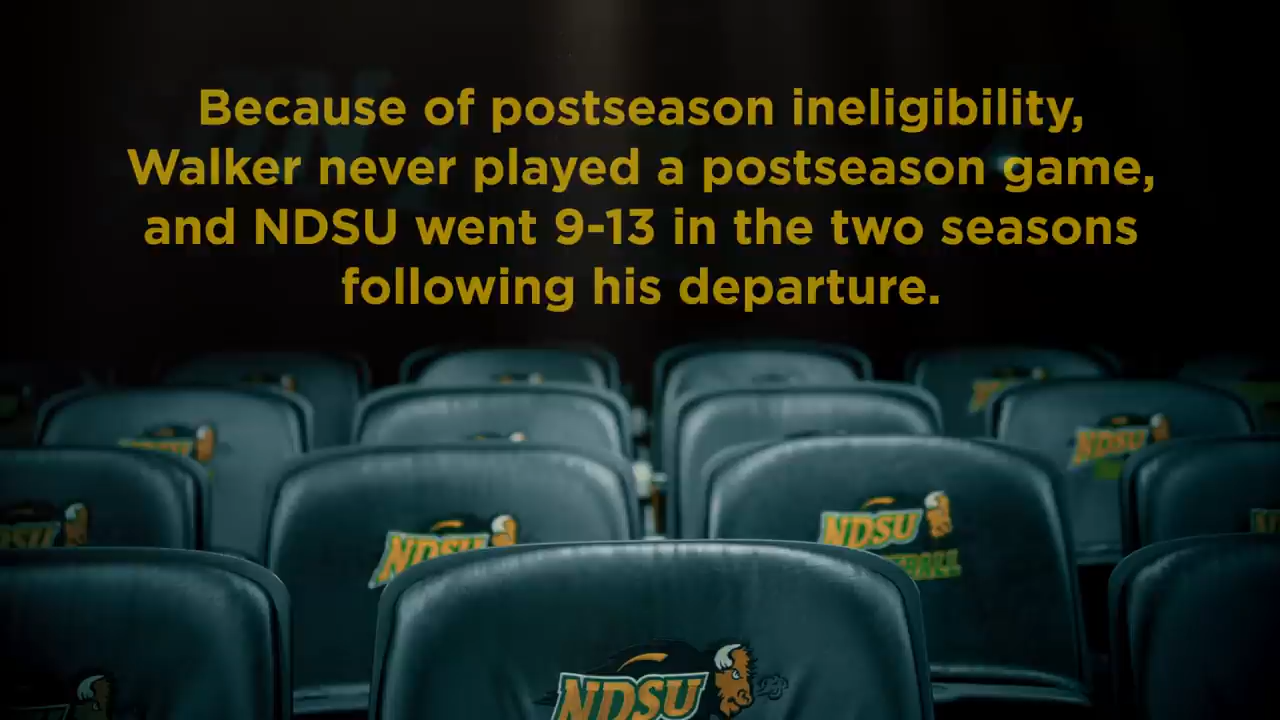 Because of postseason ineligibility,
Walker never played a postseason game,
and NDSU went 9-13 in the two seasons
following his departure.
NDSU
NDSU
NDSU
NDSU
NDSU